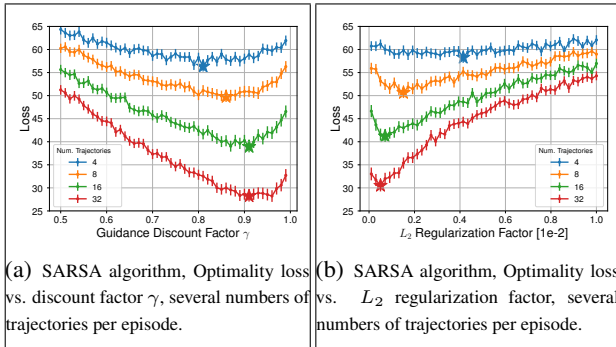 65
60
55
50
45
40
35
30
25
Loss
Num. Trajectories
4
8
16
32
0.5 0.6 0.7 0.8 0.9 1.0
Guidance Discount Factor γ
(a) SARSA algorithm, Optimality loss
vs. discount factor γ, several numbers of
trajectories per episode.
65
60
55
50
45
40
35
30
25
Loss
Num. Trajectories
4
8
16
32
0.0 0.2 0.4 0.6 0.8 1.0
L₂ Regularization Factor [1e-2]
(b) SARSA algorithm, Optimality loss
vs. L₂ regularization factor, several
numbers of trajectories per episode.